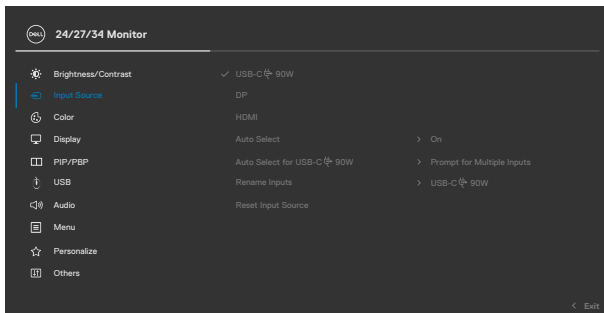 DELL 24/27/34 Monitor
Brightness/Contrast ✓ USB-C 90W
Input Source DP
Color HDMI
Display Auto Select > On
PIP/PBP Auto Select for USB-C 90W > Prompt for Multiple Inputs
USB Rename Inputs > USB-C 90W
Audio Reset Input Source
Menu
Personalize
Others
< Exit